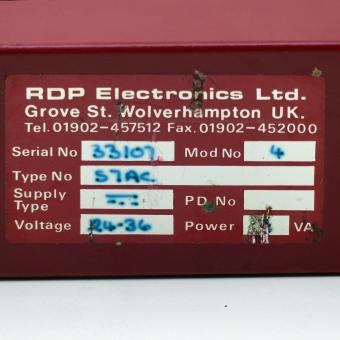 RDP Electronics Ltd.
Grove St. Wolverhampton UK.
Tel. 01902-457512 Fax. 01902-452000
Serial No 33107 Mod No 4
Type No S7AC
Supply Type PD No
Voltage 24-36 Power VA